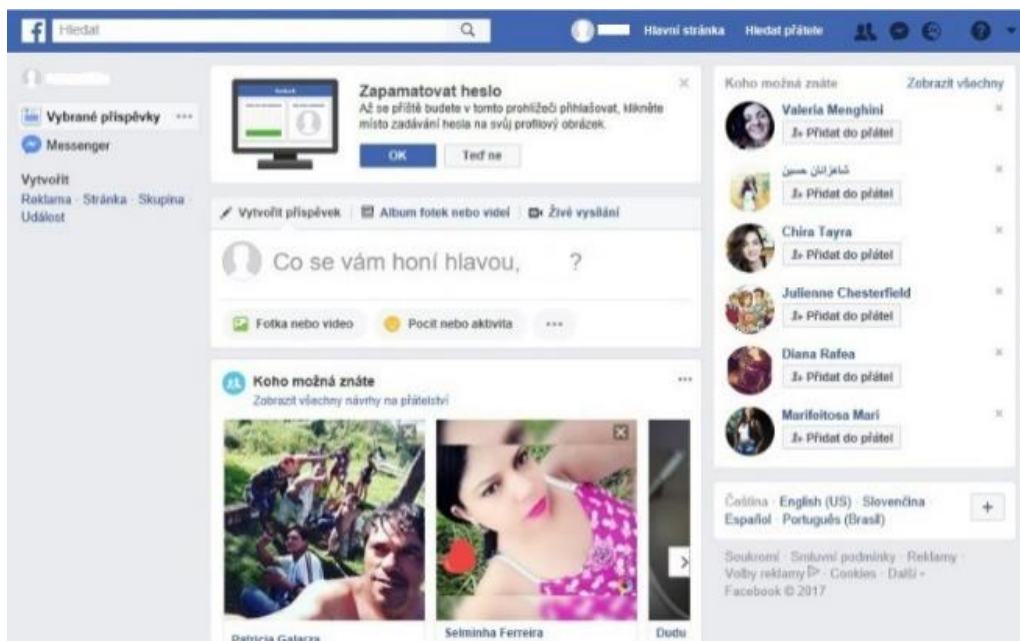 f
Hledat
Hlavní stránka
Hledat přátele
Vybrané příspěvky
Messenger
Vytvořit
Reklama · Stránka · Skupina
Událost
Zapamatovat heslo
Až se příště budete v tomto prohlížeči přihlašovat, klikněte
místo zadávání hesla na svůj profilový obrázek.
OK
Teď ne
Vytvořit příspěvek
Album fotek nebo videí
Živé vysílání
Co se vám honí hlavou, ?
Fotka nebo video
Pocit nebo aktivita
Koho možná znáte
Zobrazit všechny návrhy na přátelství
Patricia Galarza
Selminha Ferreira
Dudu
Koho možná znáte
Zobrazit všechny
Valeria Menghini
Přidat do přátel
شاهزانان حسين
Přidat do přátel
Chira Tayra
Přidat do přátel
Julienne Chesterfield
Přidat do přátel
Diana Rafea
Přidat do přátel
Marifeitosa Mari
Přidat do přátel
Čeština · English (US) · Slovenčina ·
Español · Português (Brasil)
Soukromí · Smluvní podmínky · Reklamy ·
Volby reklamy · Cookies · Další
Facebook © 2017